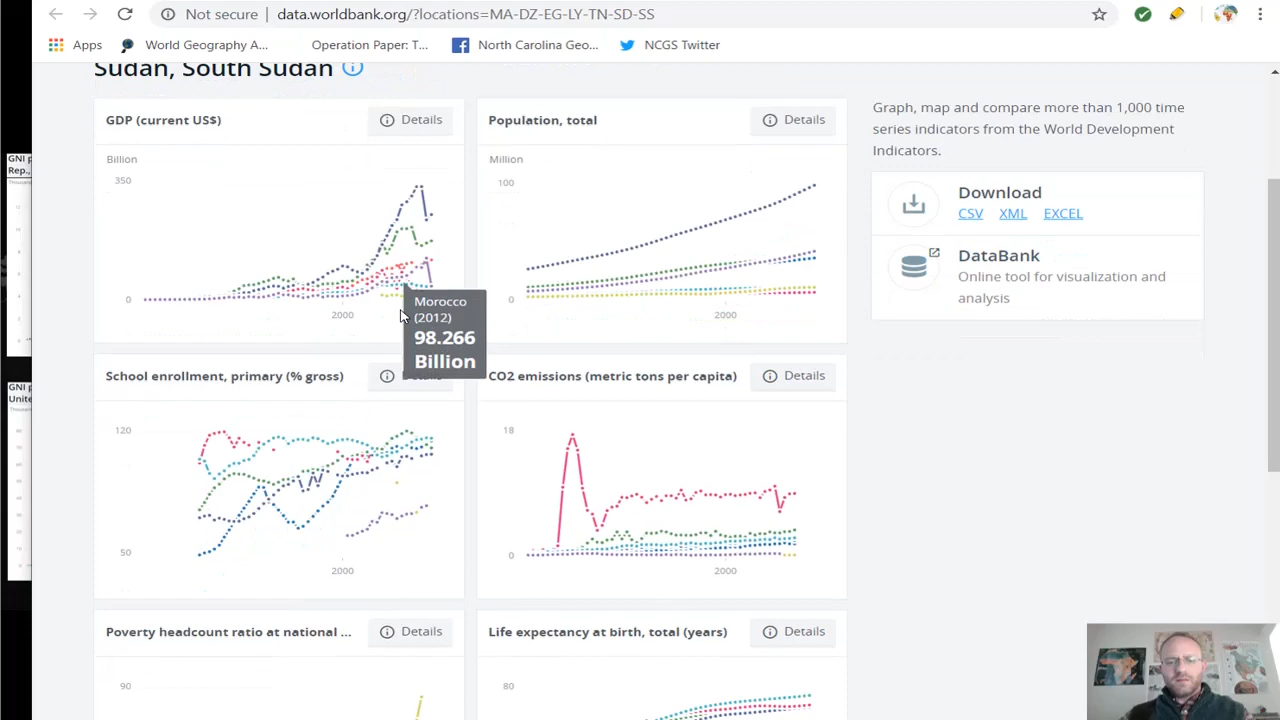 Not secure
data.worldbank.org/?locations=MA-DZ-EG-LY-TN-SD-SS
Apps
World Geography A...
Operation Paper: T...
North Carolina Geo...
NCGS Twitter
Sudan, South Sudan
GDP (current US$)
Details
Billion
350
0
2000
Morocco
(2012)
98.266
Billion
Population, total
Details
Million
100
0
2000
Graph, map and compare more than 1,000 time
series indicators from the World Development
Indicators.
Download
CSV XML EXCEL
DataBank
Online tool for visualization and
analysis
School enrollment, primary (% gross)
120
50
2000
CO2 emissions (metric tons per capita)
Details
18
0
2000
Poverty headcount ratio at national ...
Details
90
Life expectancy at birth, total (years)
Details
80
GNI p
Rep.,
GNI p
Unite